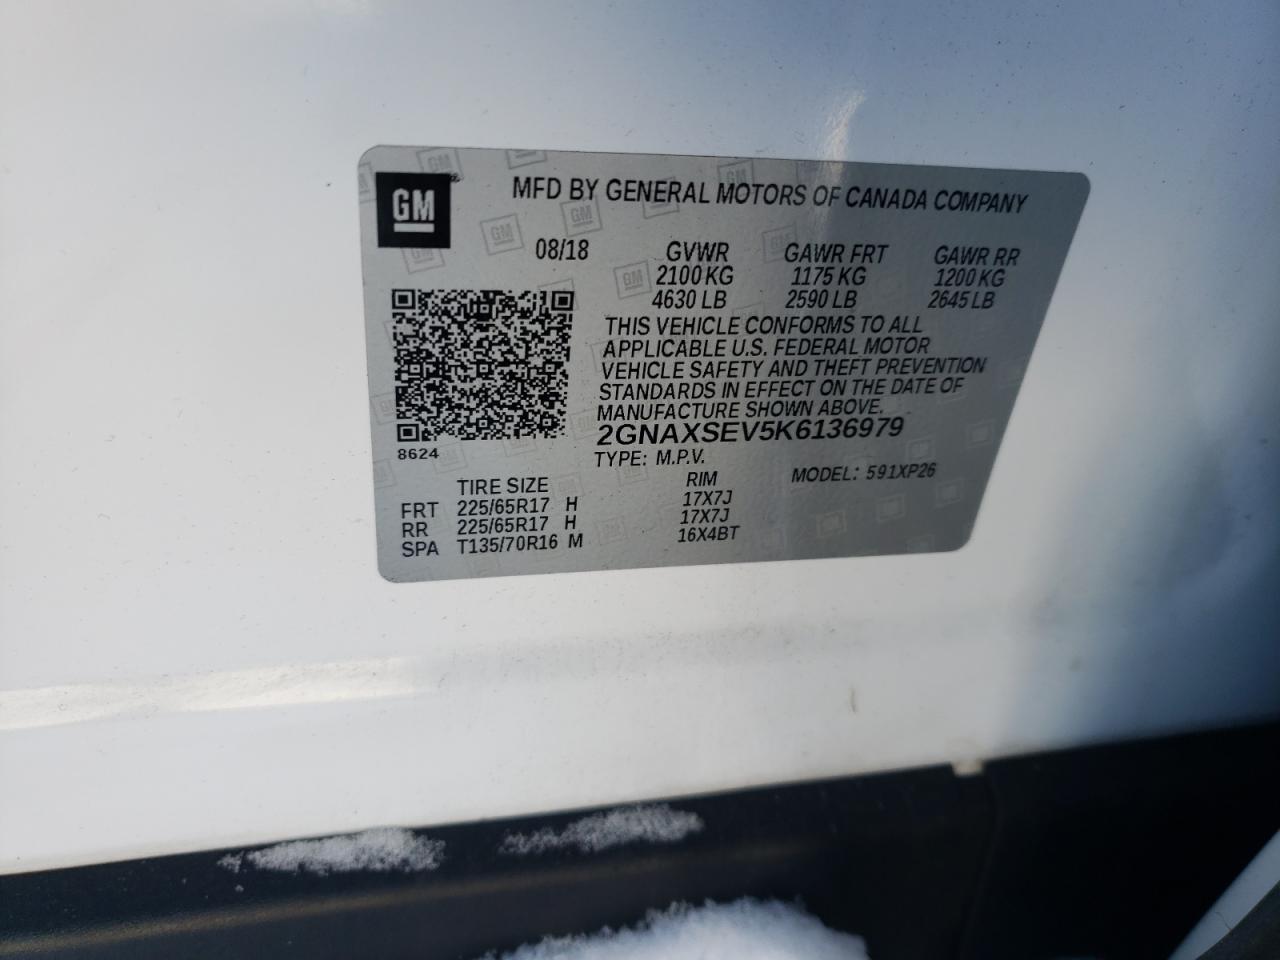 GM
MFD BY GENERAL MOTORS OF CANADA COMPANY
08/18 GVWR GAWR FRT GAWR RR
2100 KG 1175 KG 1200 KG
4630 LB 2590 LB 2645 LB
THIS VEHICLE CONFORMS TO ALL
APPLICABLE U.S. FEDERAL MOTOR
VEHICLE SAFETY AND THEFT PREVENTION
STANDARDS IN EFFECT ON THE DATE OF
MANUFACTURE SHOWN ABOVE.
2GNAXSEV5K6136979
8624
TYPE: M.P.V. MODEL: 591XP26
TIRE SIZE RIM
FRT 225/65R17 H 17X7J
RR 225/65R17 H 17X7J
SPA T135/70R16 M 16X4BT